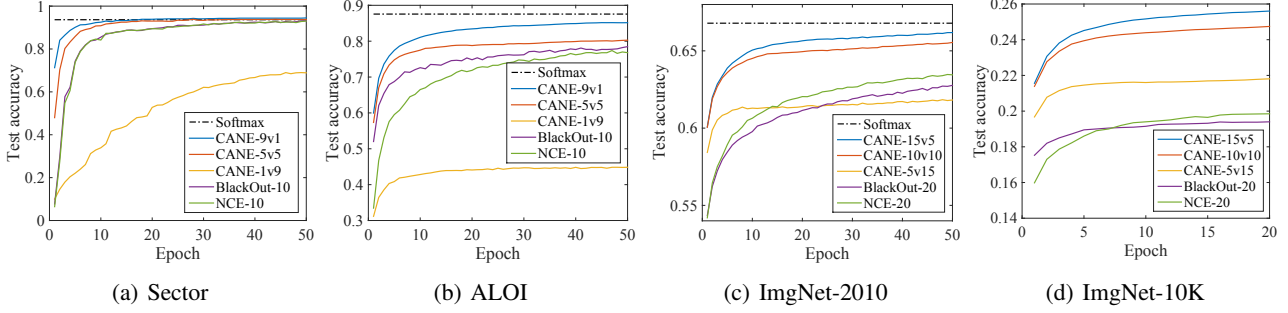 1
0.8
0.6
0.4
0.2
0
Test accuracy
0 10 20 30 40 50
Epoch
Softmax
CANE-9v1
CANE-5v5
CANE-1v9
BlackOut-10
NCE-10
(a) Sector
0.9
0.8
0.7
0.6
0.5
0.4
0.3
Test accuracy
0 10 20 30 40 50
Epoch
Softmax
CANE-9v1
CANE-5v5
CANE-1v9
BlackOut-10
NCE-10
(b) ALOI
0.65
0.6
0.55
Test accuracy
0 10 20 30 40 50
Epoch
Softmax
CANE-15v5
CANE-10v10
CANE-5v15
BlackOut-20
NCE-20
(c) ImgNet-2010
0.26
0.24
0.22
0.2
0.18
0.16
0.14
Test accuracy
0 5 10 15 20
Epoch
CANE-15v5
CANE-10v10
CANE-5v15
BlackOut-20
NCE-20
(d) ImgNet-10K